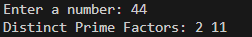 Enter a number: 44
Distinct Prime Factors: 2 11